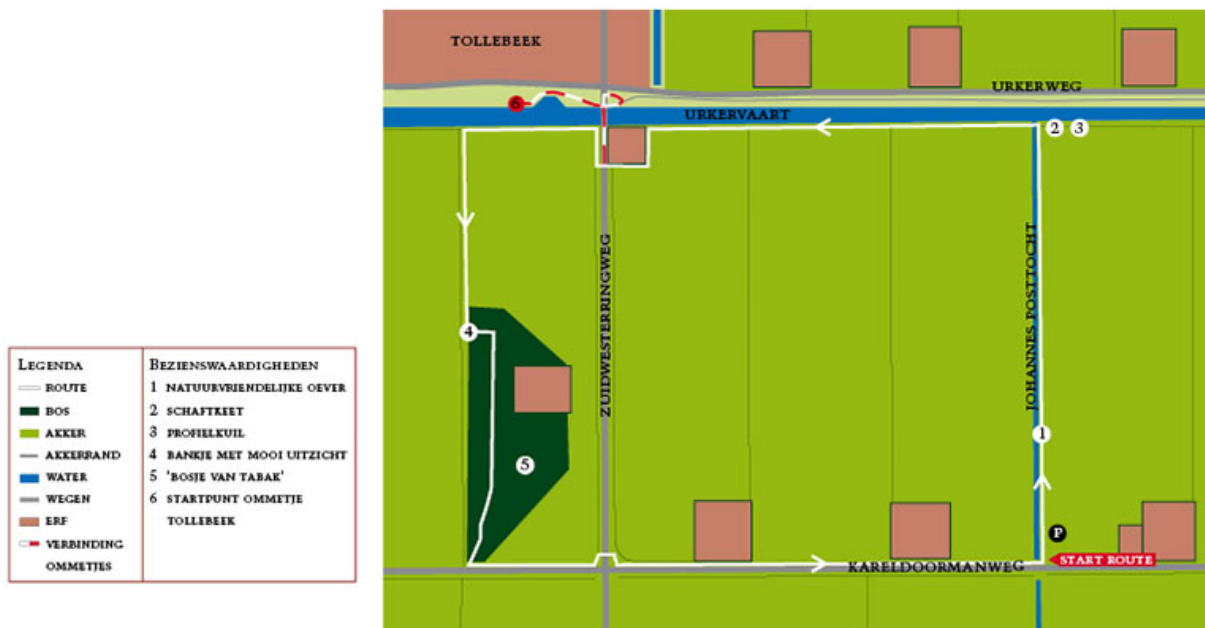 TOLLEBEEK
URKERWEG
6
URKERVAART
2 3
ZUIDWESTERRINGWEG
JOHANNES POSTTOCHT
4
1
5
P
START ROUTE
KARELDOORMANWEG
LEGENDA
ROUTE
BOS
AKKER
AKKERRAND
WATER
WEGEN
ERF
VERBINDING
OMMETJES
BEZIENSWAARDIGHEDEN
1 NATUURVRIENDELIJKE OEVER
2 SCHAFTKEET
3 PROFIELKUIL
4 BANKJE MET MOOI UITZICHT
5 'BOSJE VAN TABAK'
6 STARTPUNT OMMETJE
TOLLEBEEK